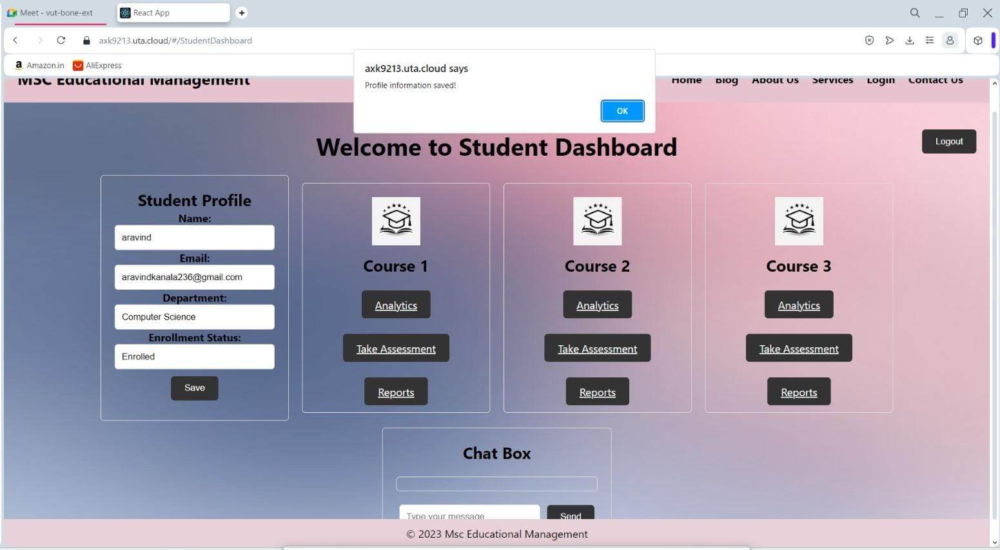 Meet - vut-bone-ext
React App
axk9213.uta.cloud/#/StudentDashboard
Amazon.in
AliExpress
axk9213.uta.cloud says
Profile information saved!
OK
MSC Educational Management
Home Blog About Us Services Login Contact Us
Welcome to Student Dashboard
Logout
Student Profile
Name:
aravind
Email:
aravindkanala236@gmail.com
Department:
Computer Science
Enrollment Status:
Enrolled
Save
Course 1
Analytics
Take Assessment
Reports
Course 2
Analytics
Take Assessment
Reports
Course 3
Analytics
Take Assessment
Reports
Chat Box
Type your message
Send
© 2023 Msc Educational Management